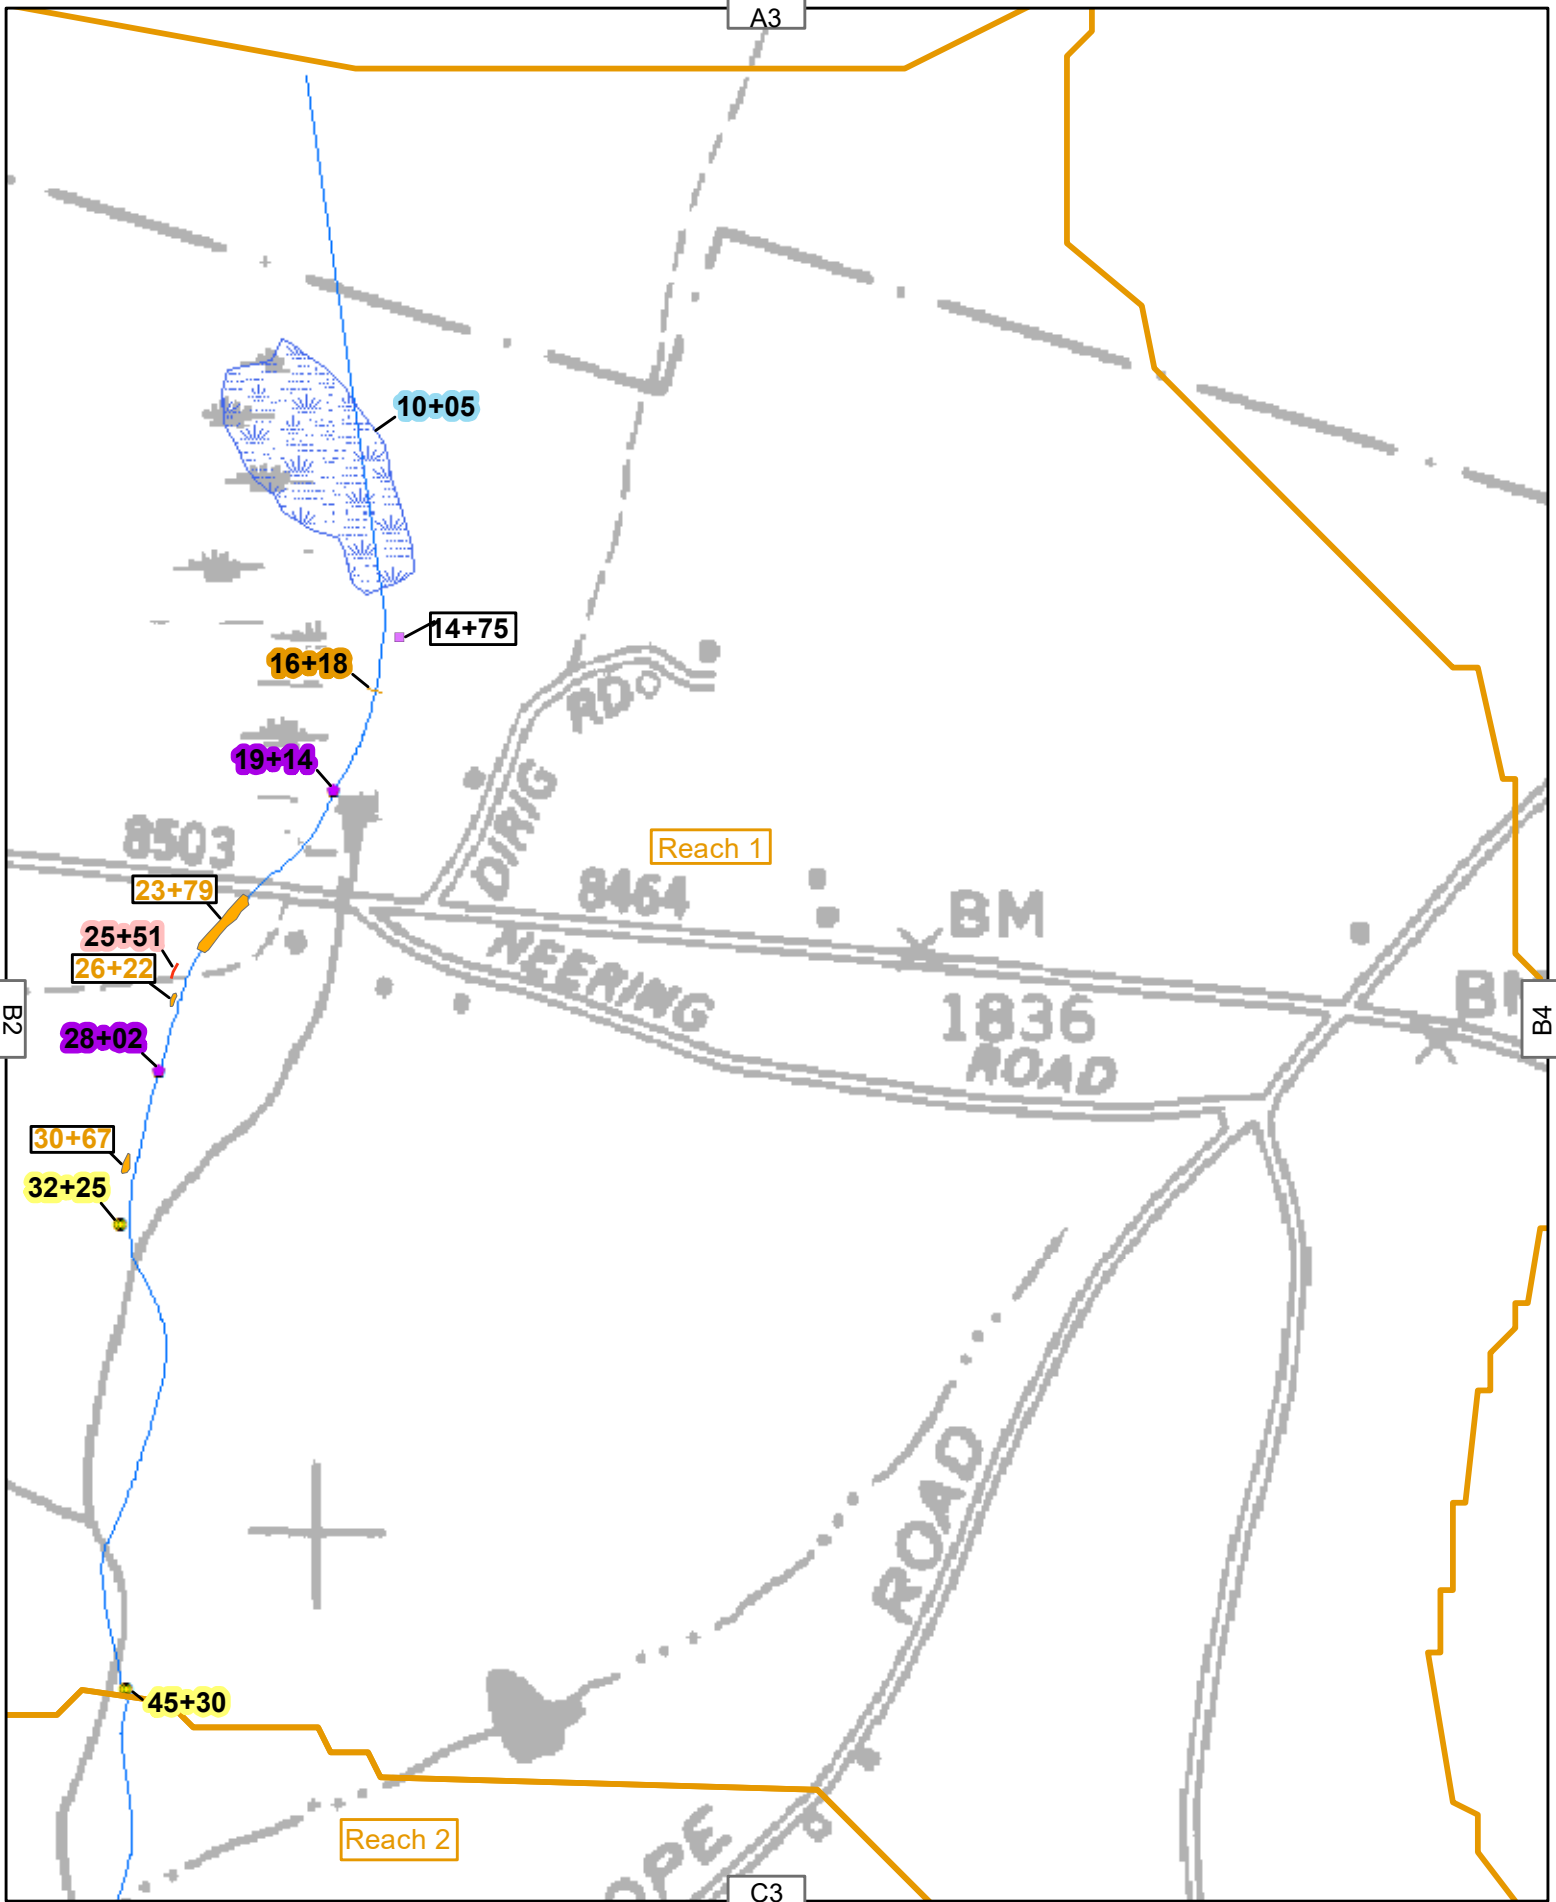 A3
10+05
14+75
16+18
RD
19+14
DIRIG
8503
Reach 1
23+79
8464
BM
25+51
NEERING
26+22
BM
B2
28+02
1836
B4
ROAD
30+67
32+25
ROAD
45+30
Reach 2
OPE
C3